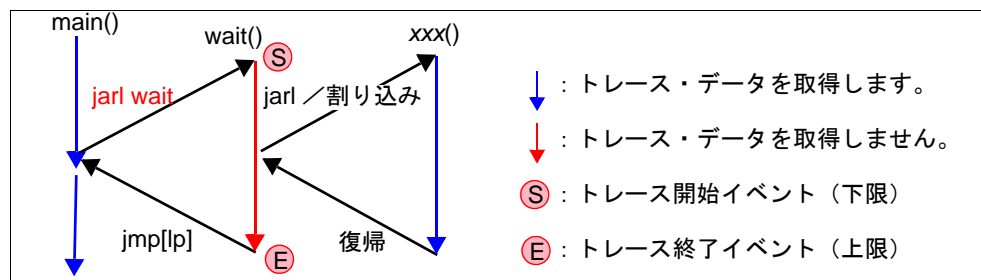 main()
wait()
xxx()
S
jarl wait
jarl ／割り込み
jmp[lp]
復帰
E
：トレース・データを取得します。
：トレース・データを取得しません。
S ：トレース開始イベント（下限）
E ：トレース終了イベント（上限）